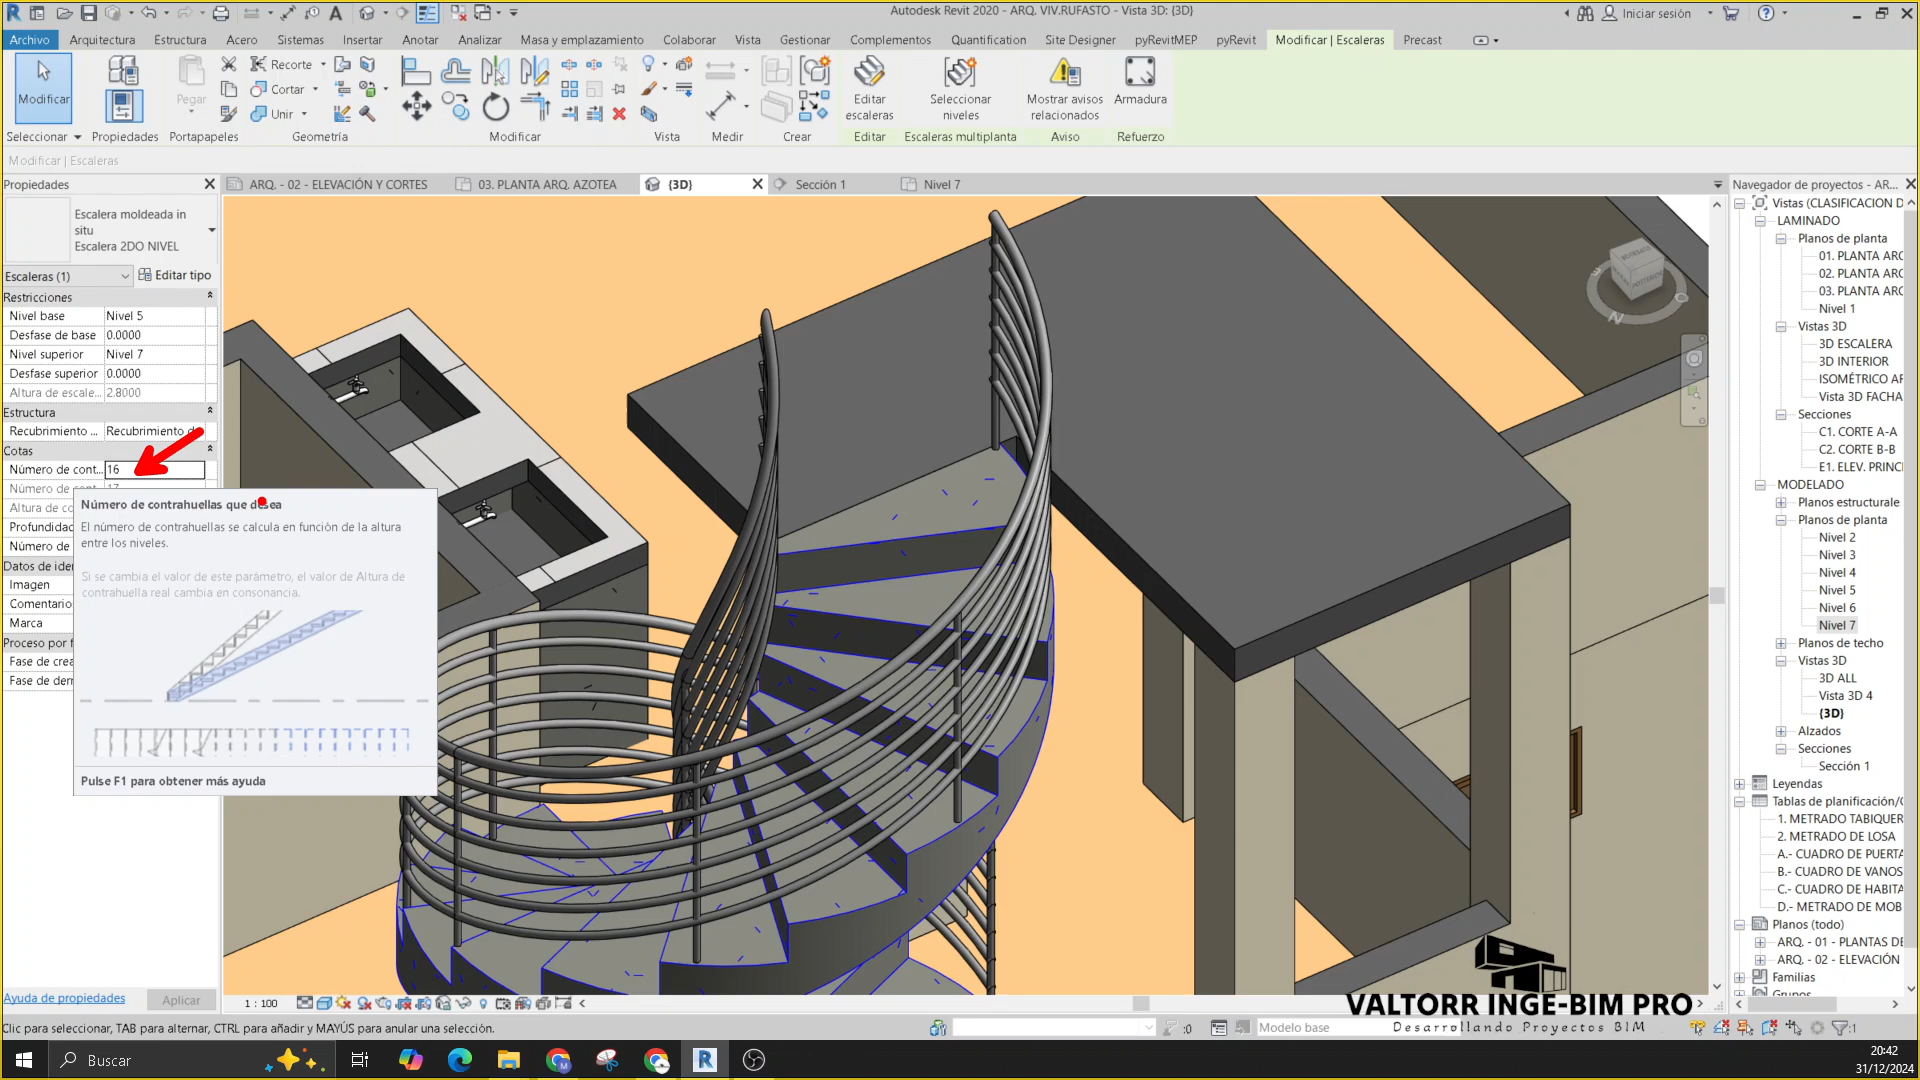 Autodesk Revit 2020 - ARQ. VIV.RUFASTO - Vista 3D: {3D}
Iniciar sesión
Archivo Arquitectura Estructura Acero Sistemas Insertar Anotar Analizar Masa y emplazamiento Colaborar Vista Gestionar Complementos Quantification Site Designer pyRevitMEP pyRevit Modificar | Escaleras Precast
Modificar
Pegar
Recorte
Cortar
Unir
Editar escaleras
Seleccionar niveles
Mostrar avisos relacionados
Armadura
Seleccionar Propiedades Portapapeles Geometría Modificar Vista Medir Crear Editar Escaleras multiplanta Aviso Refuerzo
Modificar | Escaleras
Propiedades
ARQ. - 02 - ELEVACIÓN Y CORTES
03. PLANTA ARQ. AZOTEA
{3D}
Sección 1
Nivel 7
Escalera moldeada in
situ
Escalera 2DO NIVEL
Escaleras (1)
Editar tipo
Restricciones
Nivel base Nivel 5
Desfase de base 0.0000
Nivel superior Nivel 7
Desfase superior 0.0000
Altura de escale... 2.8000
Estructura
Recubrimiento ... Recubrimiento d
Cotas
Número de cont... 16
Número de cont... 17
Altura de co
Profundidad
Número de
Datos de iden
Imagen
Comentario
Marca
Proceso por f
Fase de crea
Fase de derr
Número de contrahuellas que desea
El número de contrahuellas se calcula en función de la altura
entre los niveles.
Si se cambia el valor de este parámetro, el valor de Altura de
contrahuella real cambia en consonancia.
Pulse F1 para obtener más ayuda
Ayuda de propiedades
Aplicar
Navegador de proyectos - AR...
Vistas (CLASIFICACION D
LAMINADO
Planos de planta
01. PLANTA ARC
02. PLANTA ARC
03. PLANTA ARC
Nivel 1
Vistas 3D
3D ESCALERA
3D INTERIOR
ISOMÉTRICO AF
Vista 3D FACHA
Secciones
C1. CORTE A-A
C2. CORTE B-B
E1. ELEV. PRINC
MODELADO
Planos estructurale
Planos de planta
Nivel 2
Nivel 3
Nivel 4
Nivel 5
Nivel 6
Nivel 7
Planos de techo
Vistas 3D
3D ALL
Vista 3D 4
{3D}
Alzados
Secciones
Sección 1
Leyendas
Tablas de planificación/C
1. METRADO TABIQUER
2. METRADO DE LOSA
A.- CUADRO DE PUERTA
B.- CUADRO DE VANOS
C.- CUADRO DE HABITA
D.- METRADO DE MOB
Planos (todo)
ARQ. - 01 - PLANTAS DE
ARQ. - 02 - ELEVACIÓN
Familias
Grupos
1 : 100
VALTORR INGE-BIM PRO
Desarrollando Proyectos BIM
Clic para seleccionar, TAB para alternar, CTRL para añadir y MAYÚS para anular una selección.
:0
Modelo base
:1
Buscar
20:42
31/12/2024